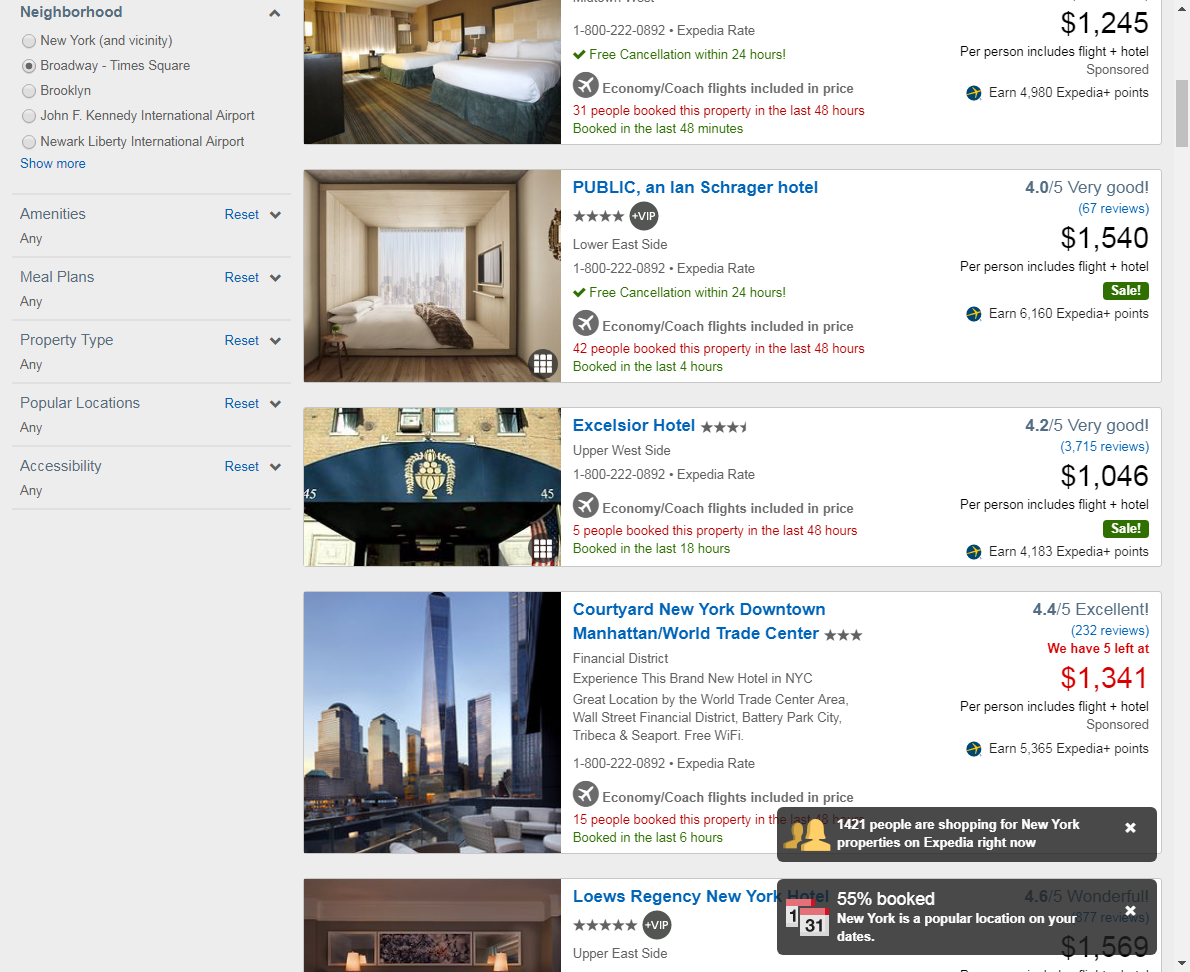 Neighborhood
New York (and vicinity)
Broadway - Times Square
Brooklyn
John F. Kennedy International Airport
Newark Liberty International Airport
Show more
Amenities Reset
Any
Meal Plans Reset
Any
Property Type Reset
Any
Popular Locations Reset
Any
Accessibility Reset
Any
1-800-222-0892 • Expedia Rate
Free Cancellation within 24 hours!
Economy/Coach flights included in price
31 people booked this property in the last 48 hours
Booked in the last 48 minutes
$1,245
Per person includes flight + hotel
Sponsored
Earn 4,980 Expedia+ points
PUBLIC, an Ian Schrager hotel
+VIP
Lower East Side
1-800-222-0892 • Expedia Rate
Free Cancellation within 24 hours!
Economy/Coach flights included in price
42 people booked this property in the last 48 hours
Booked in the last 4 hours
4.0/5 Very good!
(67 reviews)
$1,540
Per person includes flight + hotel
Sale!
Earn 6,160 Expedia+ points
45
45
Excelsior Hotel
Upper West Side
1-800-222-0892 • Expedia Rate
Economy/Coach flights included in price
5 people booked this property in the last 48 hours
Booked in the last 18 hours
4.2/5 Very good!
(3,715 reviews)
$1,046
Per person includes flight + hotel
Sale!
Earn 4,183 Expedia+ points
Courtyard New York Downtown
Manhattan/World Trade Center
Financial District
Experience This Brand New Hotel in NYC
Great Location by the World Trade Center Area,
Wall Street Financial District, Battery Park City,
Tribeca & Seaport. Free WiFi.
1-800-222-0892 • Expedia Rate
Economy/Coach flights included in price
15 people booked this property in the last 48 hours
Booked in the last 6 hours
4.4/5 Excellent!
(232 reviews)
We have 5 left at
$1,341
Per person includes flight + hotel
Sponsored
Earn 5,365 Expedia+ points
1421 people are shopping for New York
properties on Expedia right now
Loews Regency New York Hotel
+VIP
Upper East Side
4.6/5 Wonderful!
877 reviews)
$1,569
1
31
55% booked
New York is a popular location on your
dates.